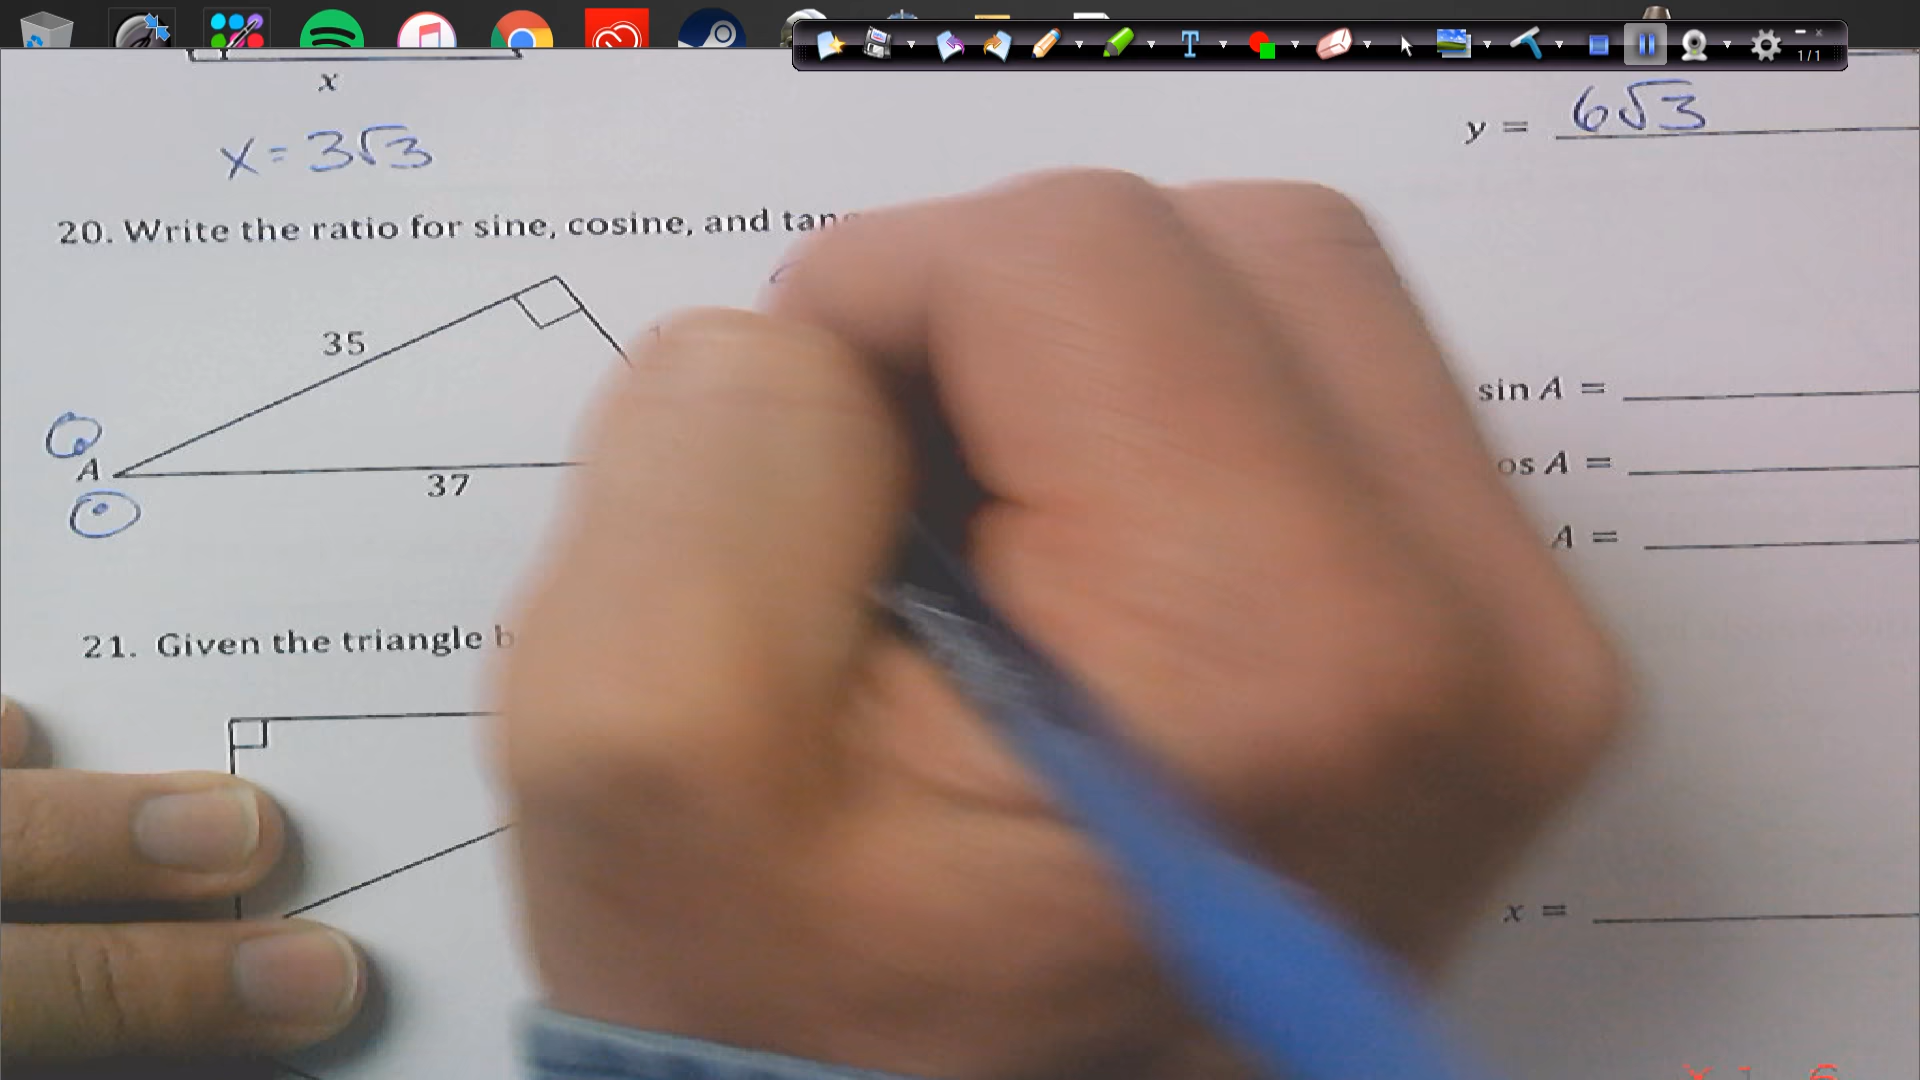 1/1
x
x = 3√3
y = 6√3
20. Write the ratio for sine, cosine, and tan
35
A
37
sin A =
os A =
A =
21. Given the triangle b
x =